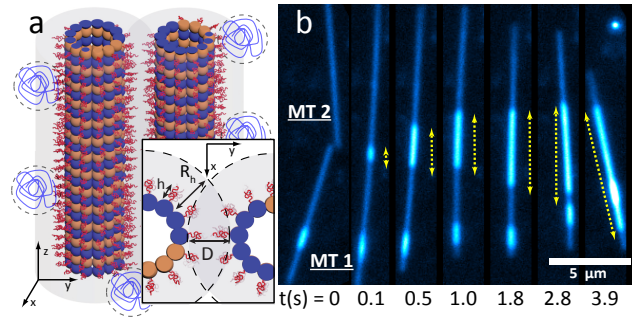 a
b
MT 2
MT 1
x
y
R_h
h
D
z
y
x
5 μm
t(s) = 0 0.1 0.5 1.0 1.8 2.8 3.9